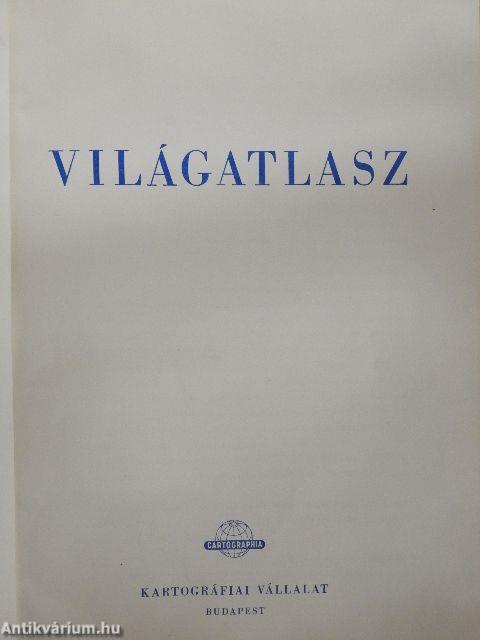 VILÁGATLASZ
CARTOGRAPHIA
KARTOGRÁFIAI VÁLLALAT
BUDAPEST
Antikvárium.hu